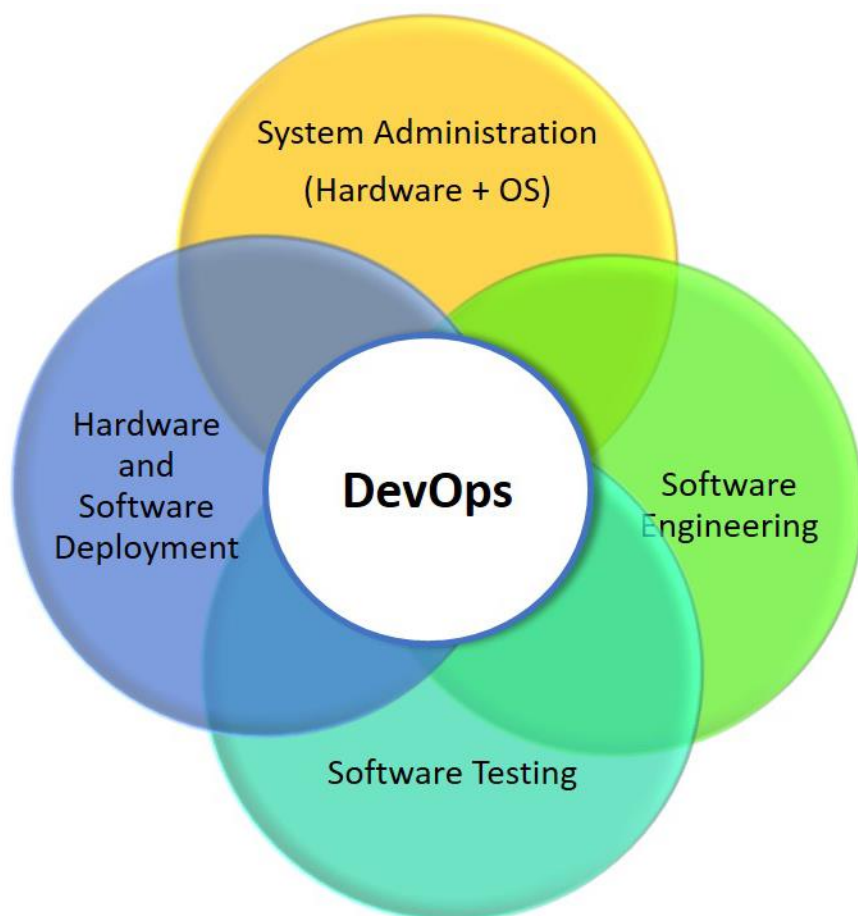 System Administration
(Hardware + OS)
Hardware
and
Software
Deployment
DevOps
Software
Engineering
Software Testing